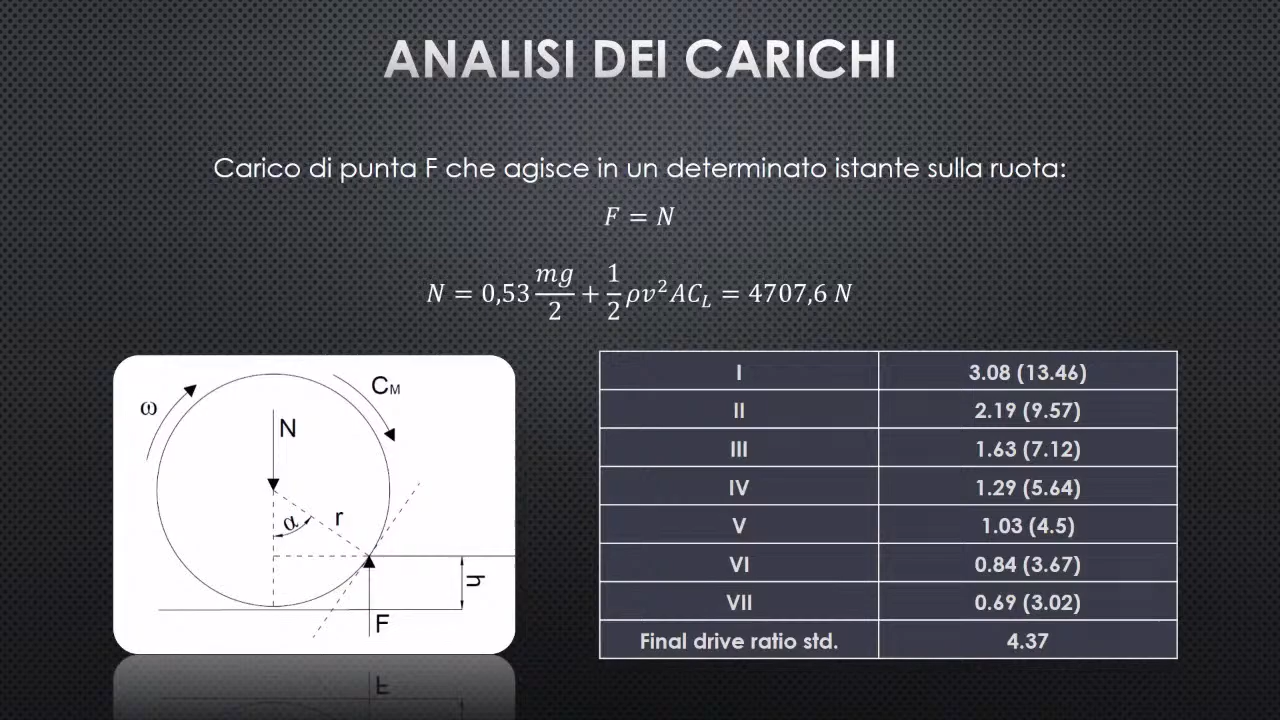 ANALISI DEI CARICHI
Carico di punta F che agisce in un determinato istante sulla ruota:
F = N
N = 0,53 mg/2 + 1/2 ρv²AC_L = 4707,6 N
ω
C_M
N
α
r
h
F
I 3.08 (13.46)
II 2.19 (9.57)
III 1.63 (7.12)
IV 1.29 (5.64)
V 1.03 (4.5)
VI 0.84 (3.67)
VII 0.69 (3.02)
Final drive ratio std. 4.37